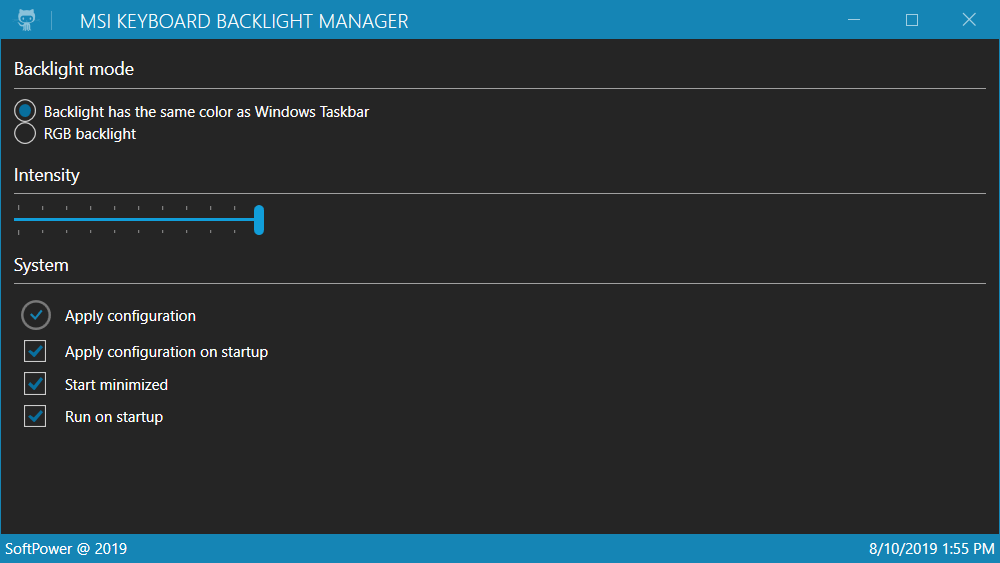 MSI KEYBOARD BACKLIGHT MANAGER
Backlight mode
Backlight has the same color as Windows Taskbar
RGB backlight
Intensity
System
Apply configuration
Apply configuration on startup
Start minimized
Run on startup
SoftPower @ 2019
8/10/2019 1:55 PM